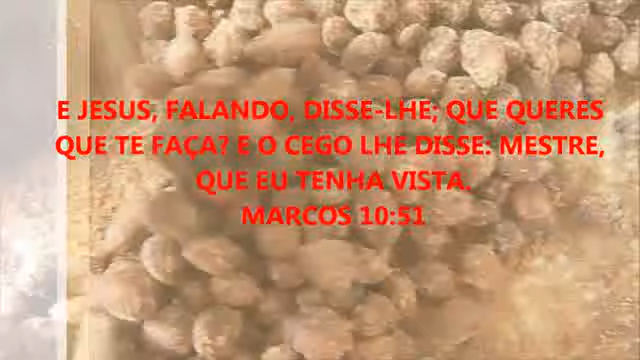 E JESUS, FALANDO, DISSE-LHE; QUE QUERES
QUE TE FAÇA? E O CEGO LHE DISSE: MESTRE,
QUE EU TENHA VISTA.
MARCOS 10:51